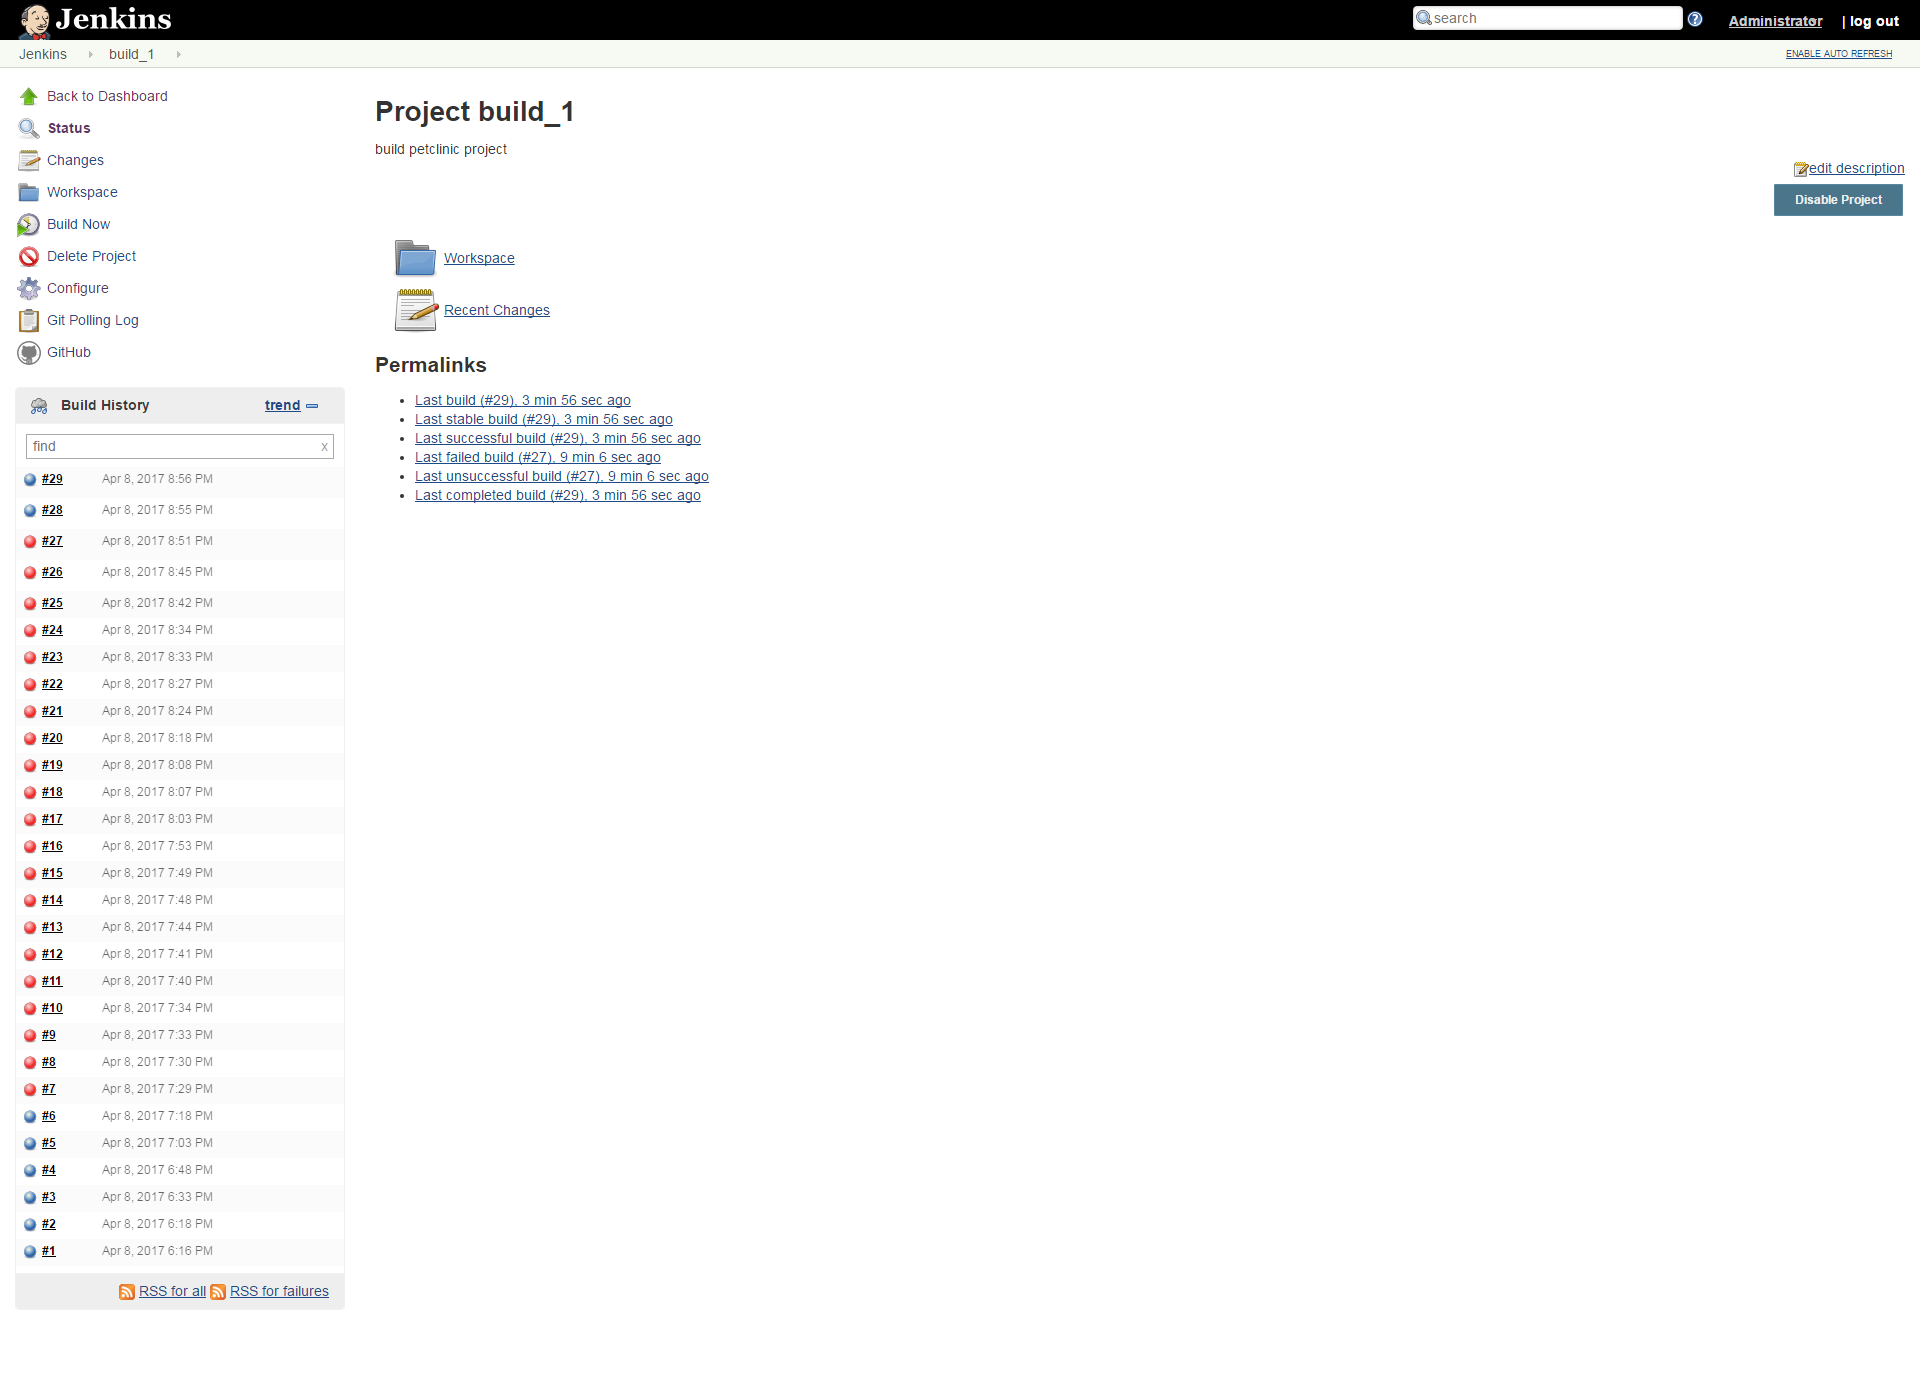 Jenkins
search
Administrator
| log out
Jenkins
build_1
ENABLE AUTO REFRESH
Back to Dashboard
Status
Changes
Workspace
Build Now
Delete Project
Configure
Git Polling Log
GitHub
Build History
trend
find
x
#29 Apr 8, 2017 8:56 PM
#28 Apr 8, 2017 8:55 PM
#27 Apr 8, 2017 8:51 PM
#26 Apr 8, 2017 8:45 PM
#25 Apr 8, 2017 8:42 PM
#24 Apr 8, 2017 8:34 PM
#23 Apr 8, 2017 8:33 PM
#22 Apr 8, 2017 8:27 PM
#21 Apr 8, 2017 8:24 PM
#20 Apr 8, 2017 8:18 PM
#19 Apr 8, 2017 8:08 PM
#18 Apr 8, 2017 8:07 PM
#17 Apr 8, 2017 8:03 PM
#16 Apr 8, 2017 7:53 PM
#15 Apr 8, 2017 7:49 PM
#14 Apr 8, 2017 7:48 PM
#13 Apr 8, 2017 7:44 PM
#12 Apr 8, 2017 7:41 PM
#11 Apr 8, 2017 7:40 PM
#10 Apr 8, 2017 7:34 PM
#9 Apr 8, 2017 7:33 PM
#8 Apr 8, 2017 7:30 PM
#7 Apr 8, 2017 7:29 PM
#6 Apr 8, 2017 7:18 PM
#5 Apr 8, 2017 7:03 PM
#4 Apr 8, 2017 6:48 PM
#3 Apr 8, 2017 6:33 PM
#2 Apr 8, 2017 6:18 PM
#1 Apr 8, 2017 6:16 PM
RSS for all
RSS for failures
Project build_1
build petclinic project
edit description
Disable Project
Workspace
Recent Changes
Permalinks
Last build (#29), 3 min 56 sec ago
Last stable build (#29), 3 min 56 sec ago
Last successful build (#29), 3 min 56 sec ago
Last failed build (#27), 9 min 6 sec ago
Last unsuccessful build (#27), 9 min 6 sec ago
Last completed build (#29), 3 min 56 sec ago